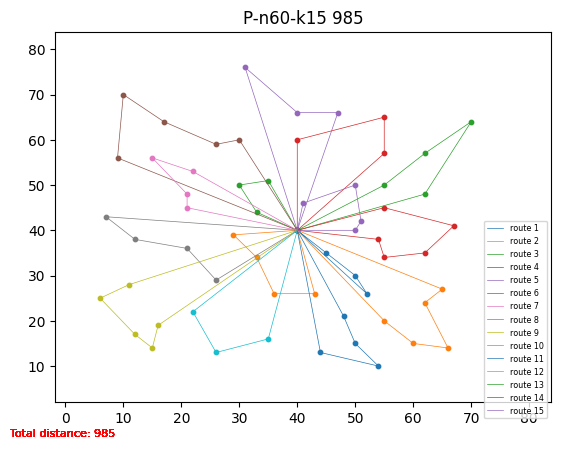 P-n60-k15 985
80
70
60
50
40
30
20
10
0 10 20 30 40 50 60 70 80
route 1
route 2
route 3
route 4
route 5
route 6
route 7
route 8
route 9
route 10
route 11
route 12
route 13
route 14
route 15
Total distance: 985